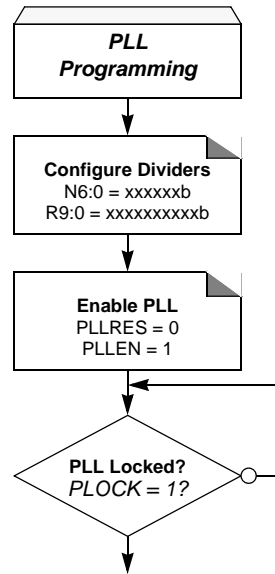 PLL
Programming
Configure Dividers
N6:0 = xxxxxxb
R9:0 = xxxxxxxxxxb
Enable PLL
PLLRES = 0
PLLEN = 1
PLL Locked?
PLOCK = 1?